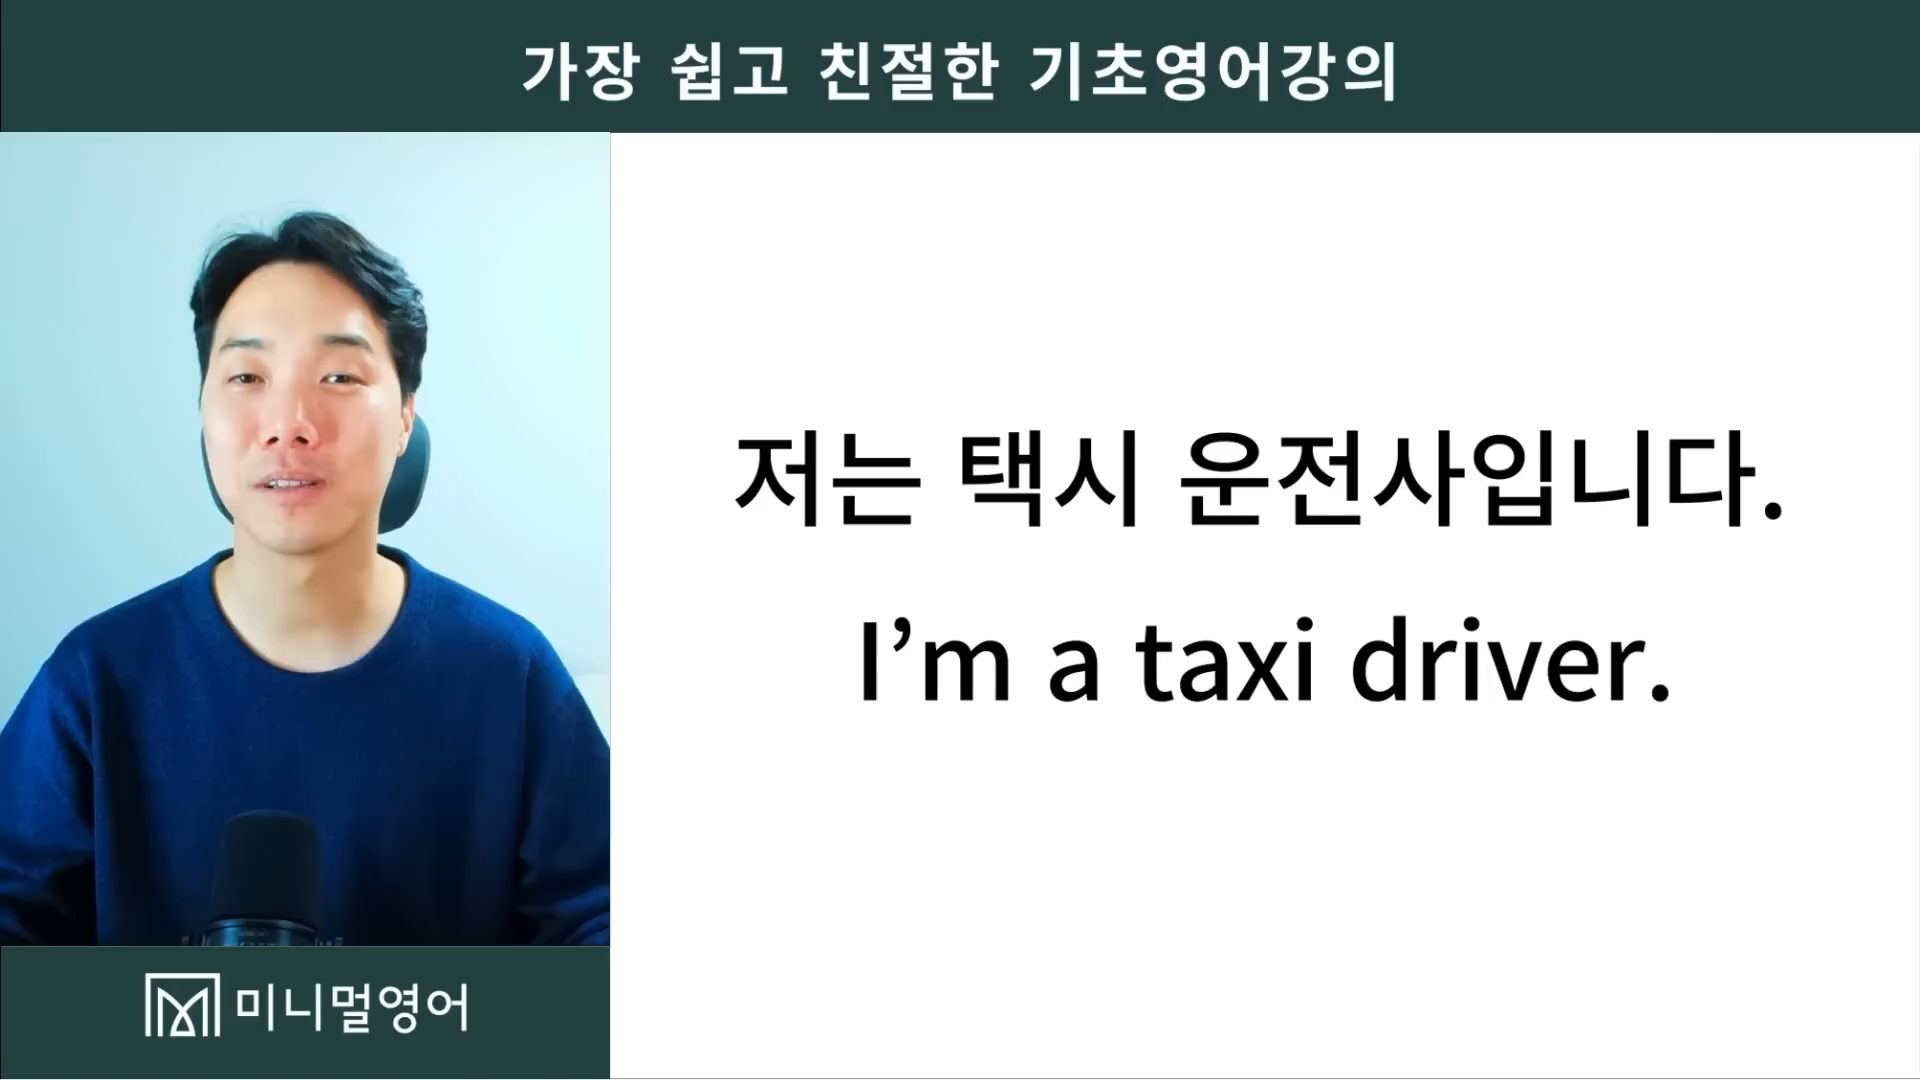 가장 쉽고 친절한 기초영어강의
저는 택시 운전사입니다.
I’m a taxi driver.
미니멀영어